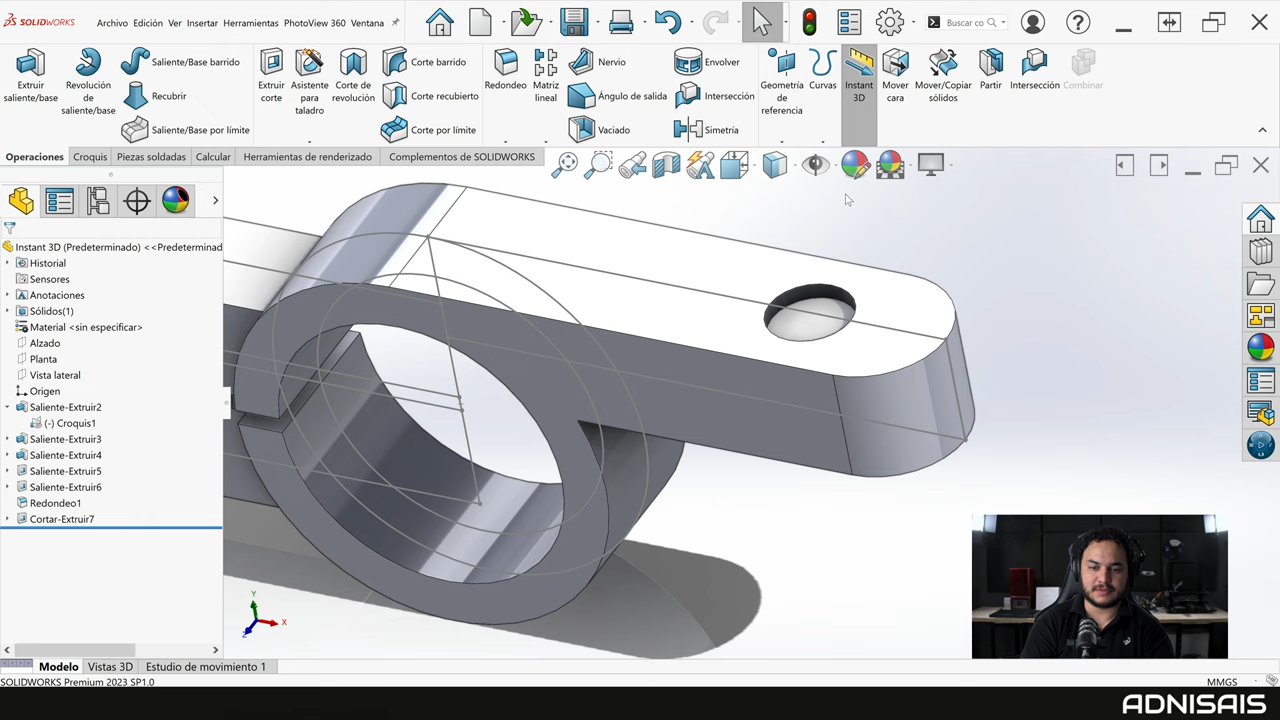 SOLIDWORKS
Archivo
Edición
Ver
Insertar
Herramientas
PhotoView 360
Ventana
Buscar co
Extruir
saliente/base
Revolución
de
saliente/base
Saliente/Base barrido
Recubrir
Saliente/Base por límite
Extruir
corte
Asistente
para
taladro
Corte de
revolución
Corte barrido
Corte recubierto
Corte por límite
Redondeo
Matriz
lineal
Nervio
Ángulo de salida
Vaciado
Envolver
Intersección
Simetría
Geometría
de
referencia
Curvas
Instant
3D
Mover
cara
Mover/Copiar
sólidos
Partir
Intersección
Combinar
Operaciones
Croquis
Piezas soldadas
Calcular
Herramientas de renderizado
Complementos de SOLIDWORKS
Instant 3D (Predeterminado) <<Predeterminad
Historial
Sensores
Anotaciones
Sólidos(1)
Material <sin especificar>
Alzado
Planta
Vista lateral
Origen
Saliente-Extruir2
(-) Croquis1
Saliente-Extruir3
Saliente-Extruir4
Saliente-Extruir5
Saliente-Extruir6
Redondeo1
Cortar-Extruir7
Y
X
Z
Modelo
Vistas 3D
Estudio de movimiento 1
SOLIDWORKS Premium 2023 SP1.0
MMGS
ADNISAIS